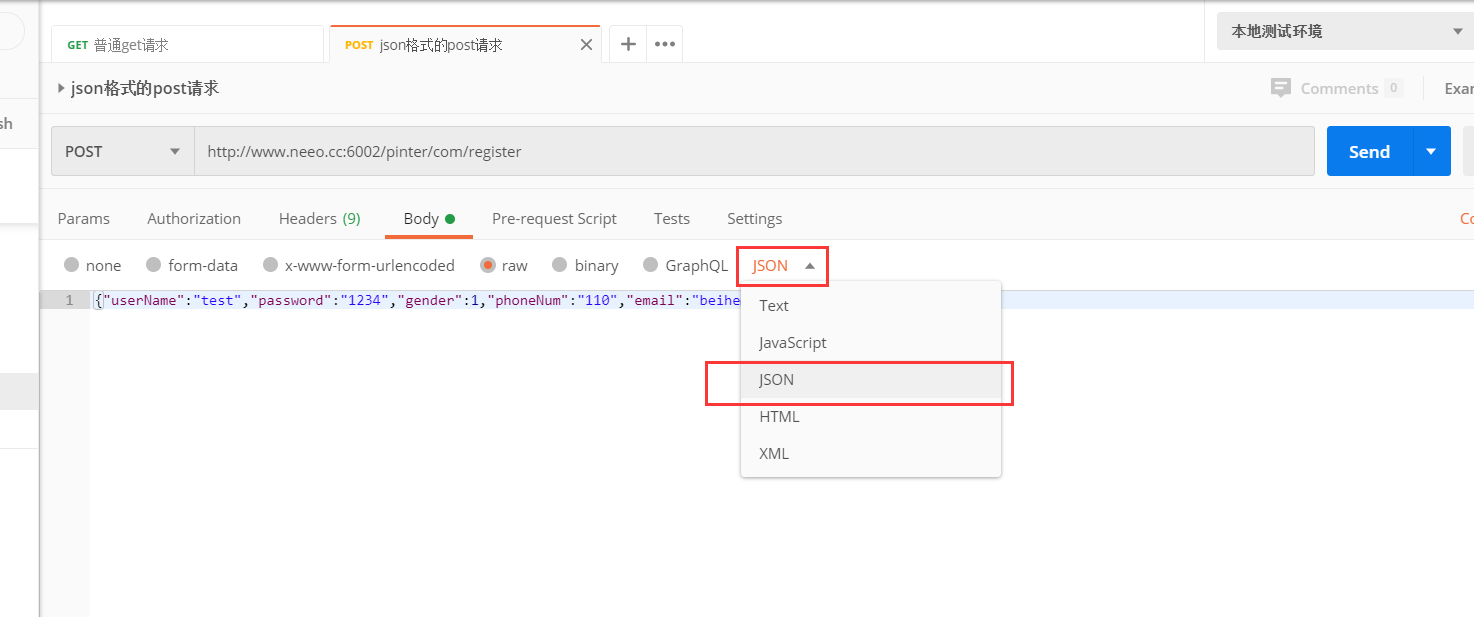 GET 普通get请求
POST json格式的post请求
本地测试环境
json格式的post请求
Comments 0
POST
http://www.neeo.cc:6002/pinter/com/register
Send
Params Authorization Headers (9) Body Pre-request Script Tests Settings
none form-data x-www-form-urlencoded raw binary GraphQL JSON
1 {"userName":"test","password":"1234","gender":1,"phoneNum":"110","email":"beihe
Text
JavaScript
JSON
HTML
XML